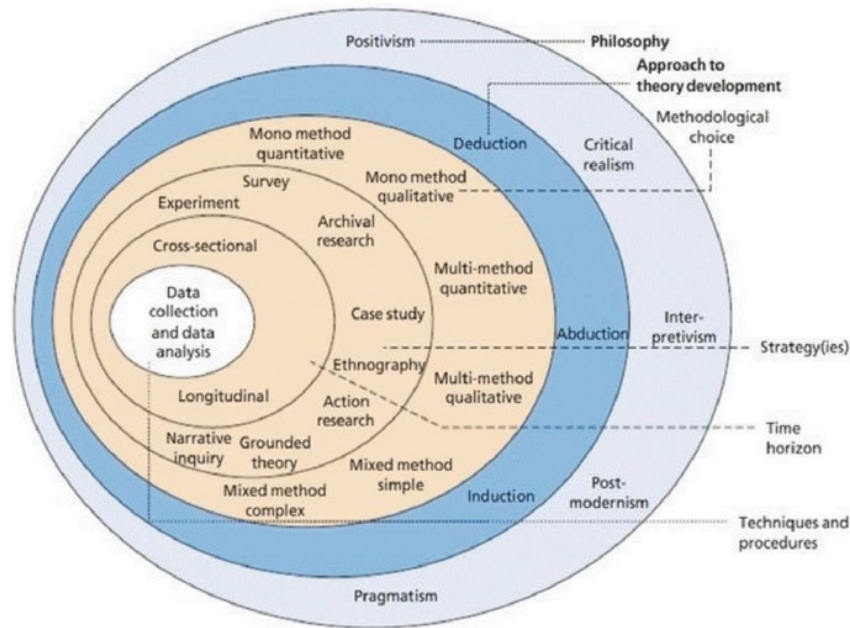 Positivism
Philosophy
Approach to
theory development
Methodological
choice
Deduction
Critical
realism
Mono method
quantitative
Mono method
qualitative
Survey
Experiment
Archival
research
Cross-sectional
Multi-method
quantitative
Data
collection
and data
analysis
Case study
Inter-
pretivism
Abduction
Strategy(ies)
Ethnography
Multi-method
qualitative
Longitudinal
Action
research
Time
horizon
Narrative
inquiry
Grounded
theory
Mixed method
simple
Mixed method
complex
Induction
Post-
modernism
Techniques and
procedures
Pragmatism